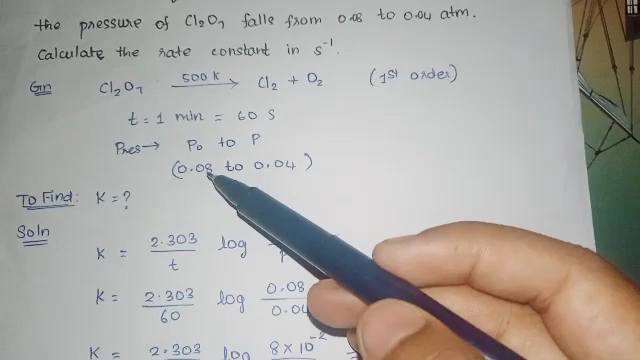 the pressure of Cl2O7 falls from 0.08 to 0.04 atm.
Calculate the rate constant in s⁻¹.
Gn Cl2O7 500 K → Cl2 + O2 (1st order)
t = 1 min = 60 s
Pres → P₀ to P
(0.08 to 0.04)
To Find: K = ?
Soln
K = 2.303 / t log
K = 2.303 / 60 log 0.08 / 0.04
K = 2.303 log 8 × 10⁻²